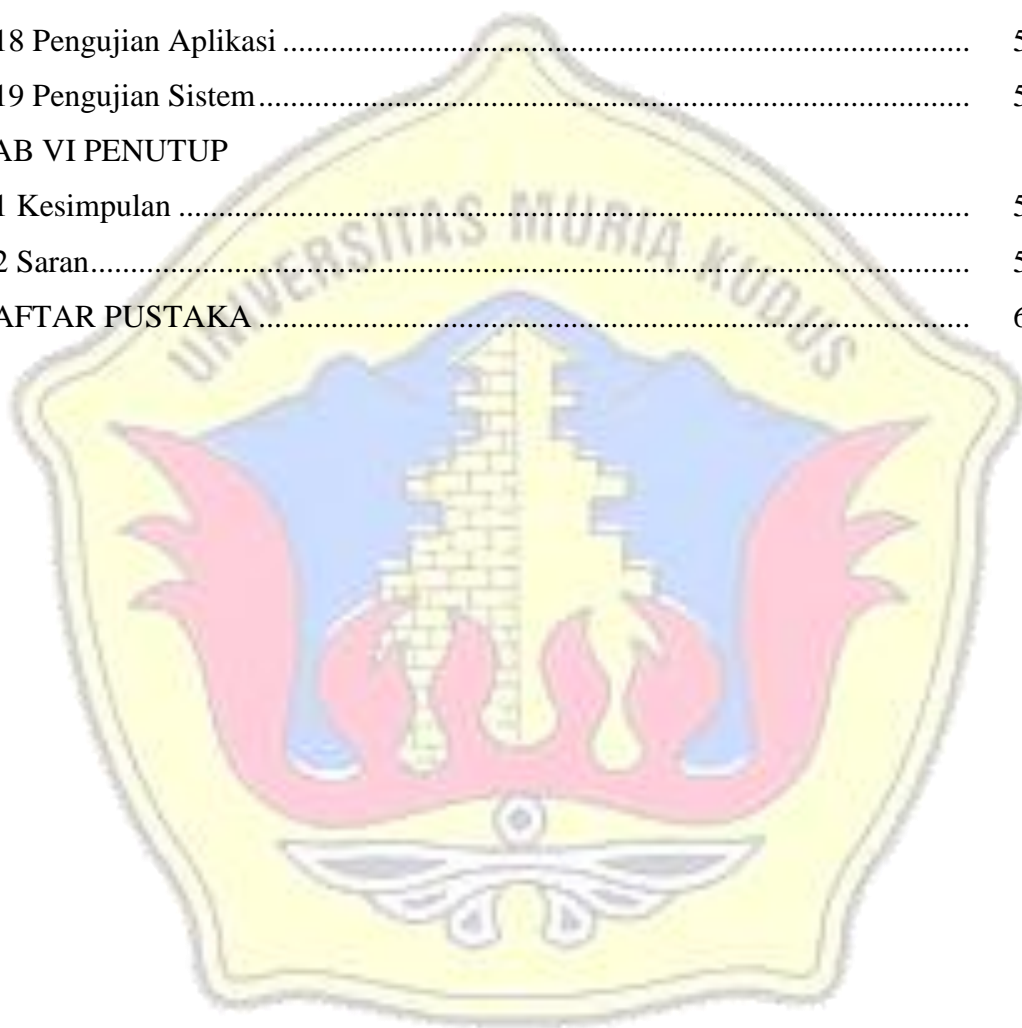 18 Pengujian Aplikasi ........................................................................................ 5
19 Pengujian Sistem ........................................................................................... 5
AB VI PENUTUP
1 Kesimpulan ..................................................................................................... 5
2 Saran ................................................................................................................ 5
AFTAR PUSTAKA ........................................................................................... 6
UNIVERSITAS MURIA KUDUS